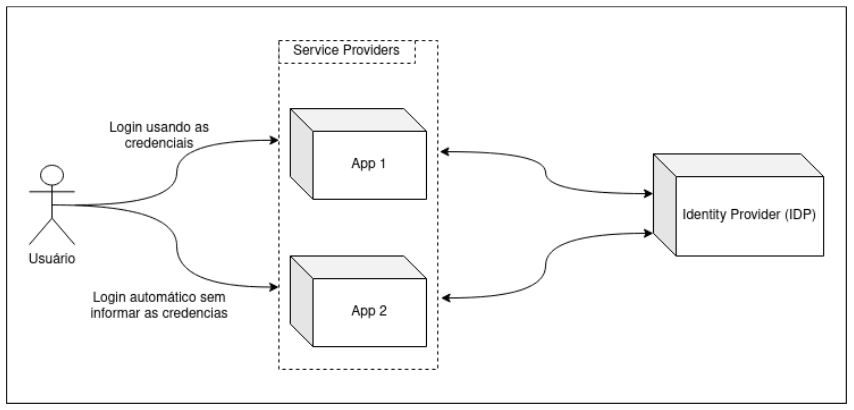 Service Providers
Login usando as
credenciais
App 1
Identity Provider (IDP)
Usuário
Login automático sem
informar as credencias
App 2